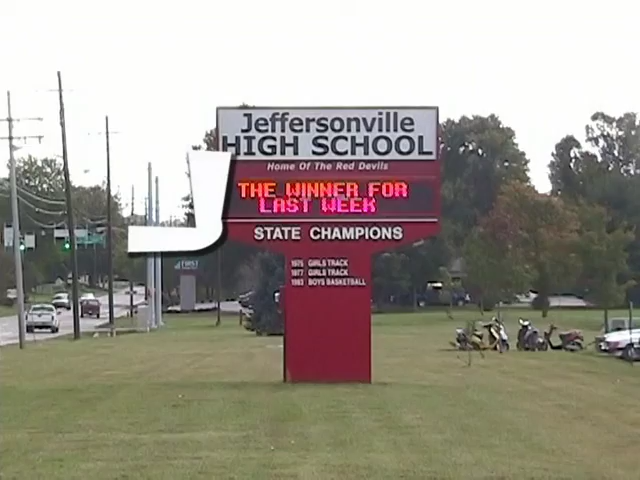 Jeffersonville
HIGH SCHOOL
Home Of The Red Devils
THE WINNER FOR
LAST WEEK
J
STATE CHAMPIONS
1975 GIRLS TRACK
1977 GIRLS TRACK
1993 BOYS BASKETBALL
FIRST